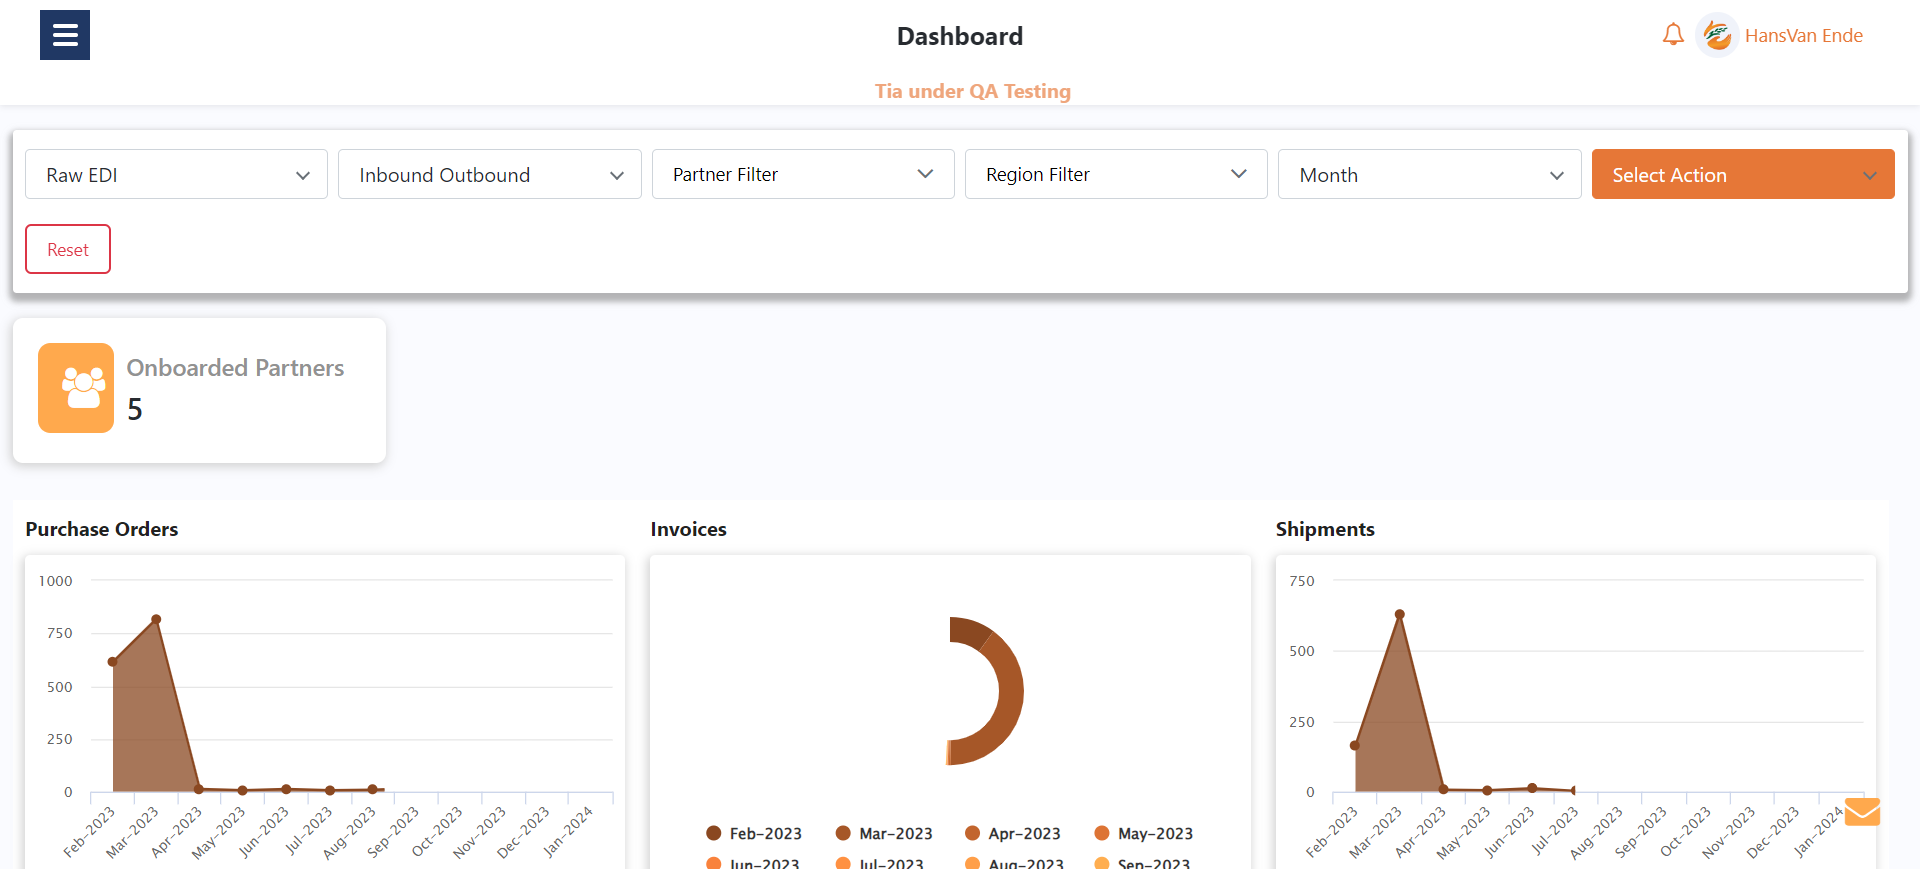 Dashboard
HansVan Ende
Tia under QA Testing
Raw EDI
Inbound Outbound
Partner Filter
Region Filter
Month
Select Action
Reset
Onboarded Partners
5
Purchase Orders
1000
750
500
250
0
Feb-2023
Mar-2023
Apr-2023
May-2023
Jun-2023
Jul-2023
Aug-2023
Sep-2023
Oct-2023
Nov-2023
Dec-2023
Jan-2024
Invoices
Feb-2023
Mar-2023
Apr-2023
May-2023
Jun-2023
Jul-2023
Aug-2023
Sep-2023
Shipments
750
500
250
0
Feb-2023
Mar-2023
Apr-2023
May-2023
Jun-2023
Jul-2023
Aug-2023
Sep-2023
Oct-2023
Nov-2023
Dec-2023
Jan-2024